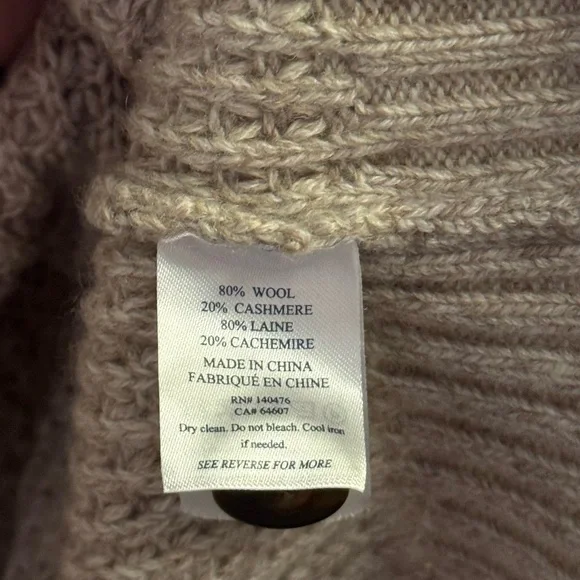 80% WOOL
20% CASHMERE
80% LAINE
20% CACHEMIRE
MADE IN CHINA
FABRIQUÉ EN CHINE
RN# 140476
CA# 64607
Dry clean. Do not bleach. Cool iron
if needed.
SEE REVERSE FOR MORE